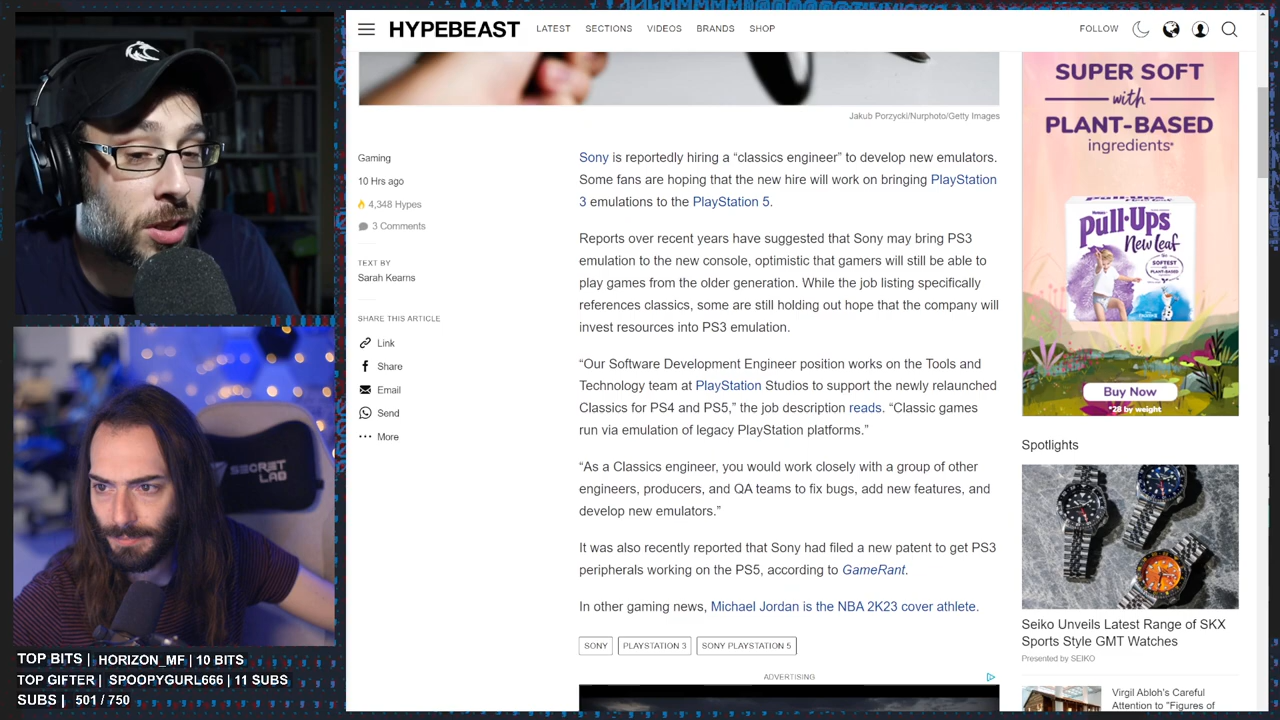 HYPEBEAST
LATEST SECTIONS VIDEOS BRANDS SHOP
FOLLOW
Jakub Porzycki/Nurphoto/Getty Images
Gaming
10 Hrs ago
4,348 Hypes
3 Comments
TEXT BY
Sarah Kearns
SHARE THIS ARTICLE
Link
Share
Email
Send
More
Sony is reportedly hiring a “classics engineer” to develop new emulators.
Some fans are hoping that the new hire will work on bringing PlayStation
3 emulations to the PlayStation 5.
Reports over recent years have suggested that Sony may bring PS3
emulation to the new console, optimistic that gamers will still be able to
play games from the older generation. While the job listing specifically
references classics, some are still holding out hope that the company will
invest resources into PS3 emulation.
“Our Software Development Engineer position works on the Tools and
Technology team at PlayStation Studios to support the newly relaunched
Classics for PS4 and PS5,” the job description reads. “Classic games
run via emulation of legacy PlayStation platforms.”
“As a Classics engineer, you would work closely with a group of other
engineers, producers, and QA teams to fix bugs, add new features, and
develop new emulators.”
It was also recently reported that Sony had filed a new patent to get PS3
peripherals working on the PS5, according to GameRant.
In other gaming news, Michael Jordan is the NBA 2K23 cover athlete.
SONY
PLAYSTATION 3
SONY PLAYSTATION 5
ADVERTISING
SUPER SOFT
with
PLANT-BASED
ingredients*
Pull-Ups
New Leaf
SOFTEST
PLANT-BASED
Buy Now
*28 by weight
Spotlights
Seiko Unveils Latest Range of SKX
Sports Style GMT Watches
Presented by SEIKO
Virgil Abloh's Careful
Attention to "Figures of
SECRET
LAB
TOP BITS | HORIZON_MF | 10 BITS
TOP GIFTER | SPOOPYGURL666 | 11 SUBS
SUBS | 501 / 750